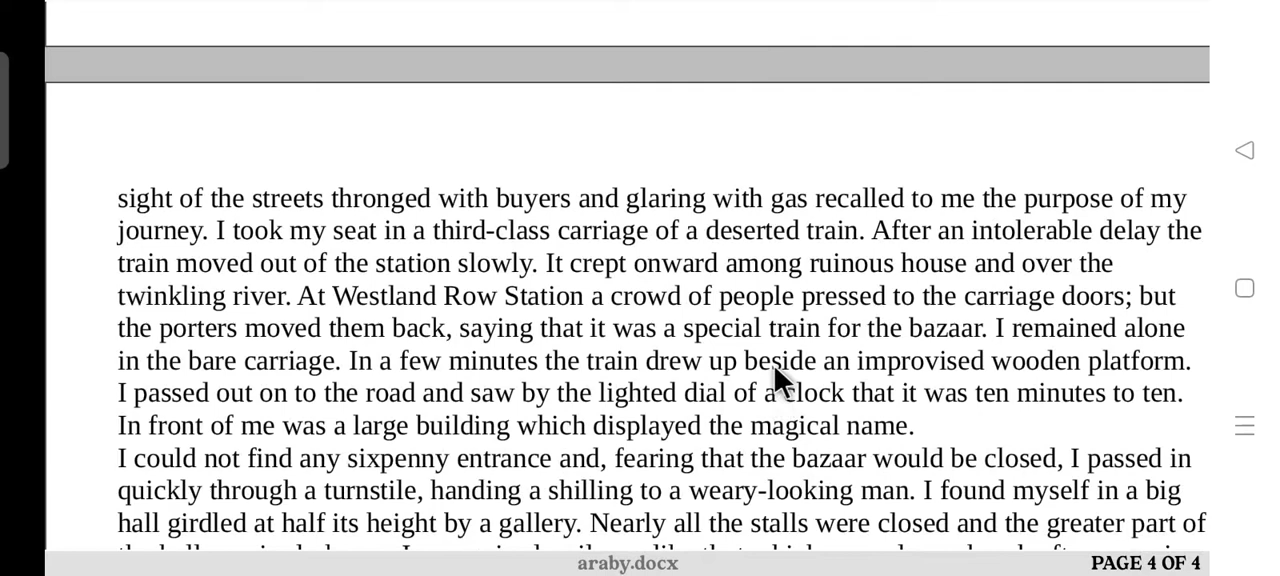 sight of the streets thronged with buyers and glaring with gas recalled to me the purpose of my
journey. I took my seat in a third-class carriage of a deserted train. After an intolerable delay the
train moved out of the station slowly. It crept onward among ruinous house and over the
twinkling river. At Westland Row Station a crowd of people pressed to the carriage doors; but
the porters moved them back, saying that it was a special train for the bazaar. I remained alone
in the bare carriage. In a few minutes the train drew up beside an improvised wooden platform.
I passed out on to the road and saw by the lighted dial of a clock that it was ten minutes to ten.
In front of me was a large building which displayed the magical name.
I could not find any sixpenny entrance and, fearing that the bazaar would be closed, I passed in
quickly through a turnstile, handing a shilling to a weary-looking man. I found myself in a big
hall girdled at half its height by a gallery. Nearly all the stalls were closed and the greater part of
araby.docx
PAGE 4 OF 4